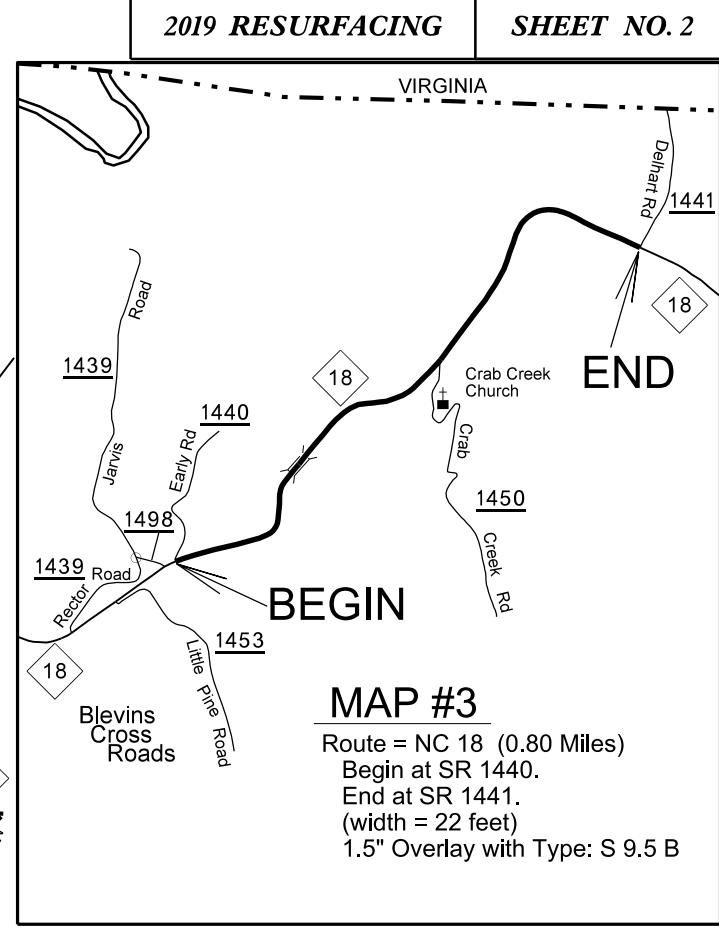 2019 RESURFACING
SHEET NO. 2
VIRGINIA
Delhart Rd
1441
18
END
Road
1439
Jarvis
18
Crab Creek
Church
1440
Early Rd
Crab
1450
Creek
Rd
1498
1439
Rector Road
BEGIN
1453
Little Pine Road
18
Blevins
Cross
Roads
MAP #3
Route = NC 18 (0.80 Miles)
Begin at SR 1440.
End at SR 1441.
(width = 22 feet)
1.5" Overlay with Type: S 9.5 B